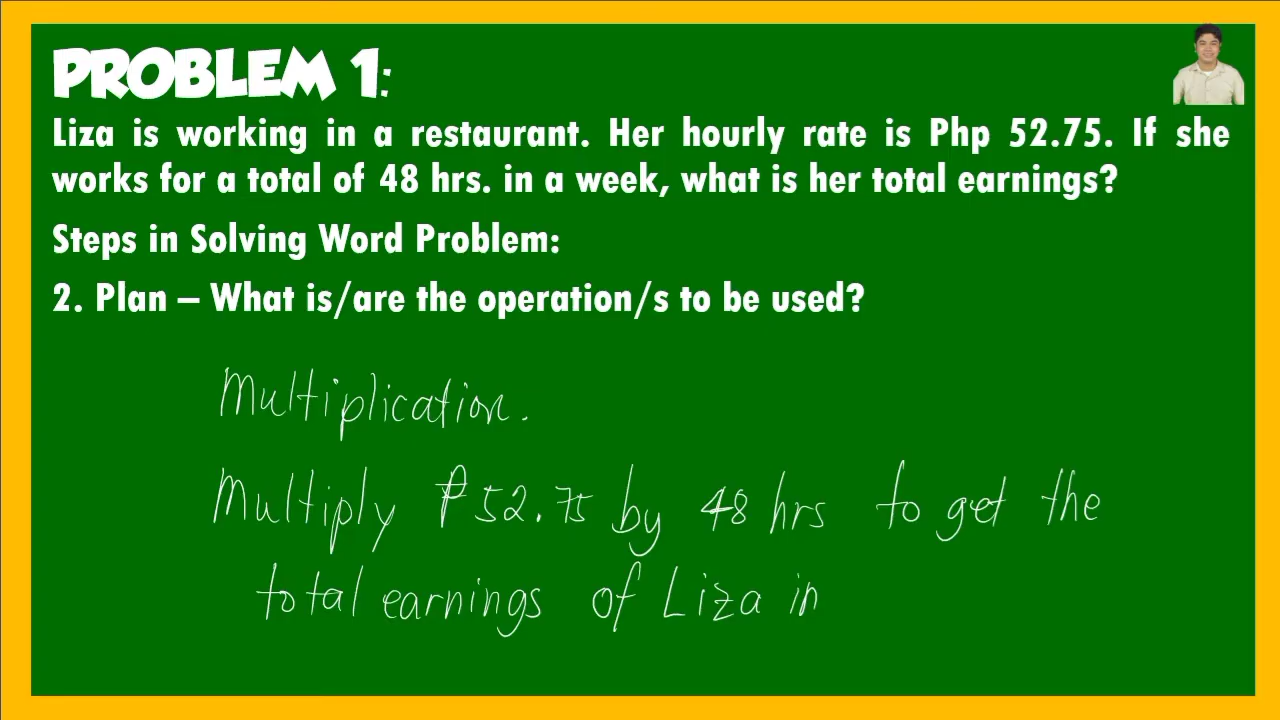 PROBLEM 1:
Liza is working in a restaurant. Her hourly rate is Php 52.75. If she
works for a total of 48 hrs. in a week, what is her total earnings?
Steps in Solving Word Problem:
2. Plan – What is/are the operation/s to be used?
Multiplication.
Multiply ₱52.75 by 48 hrs to get the
total earnings of Liza in